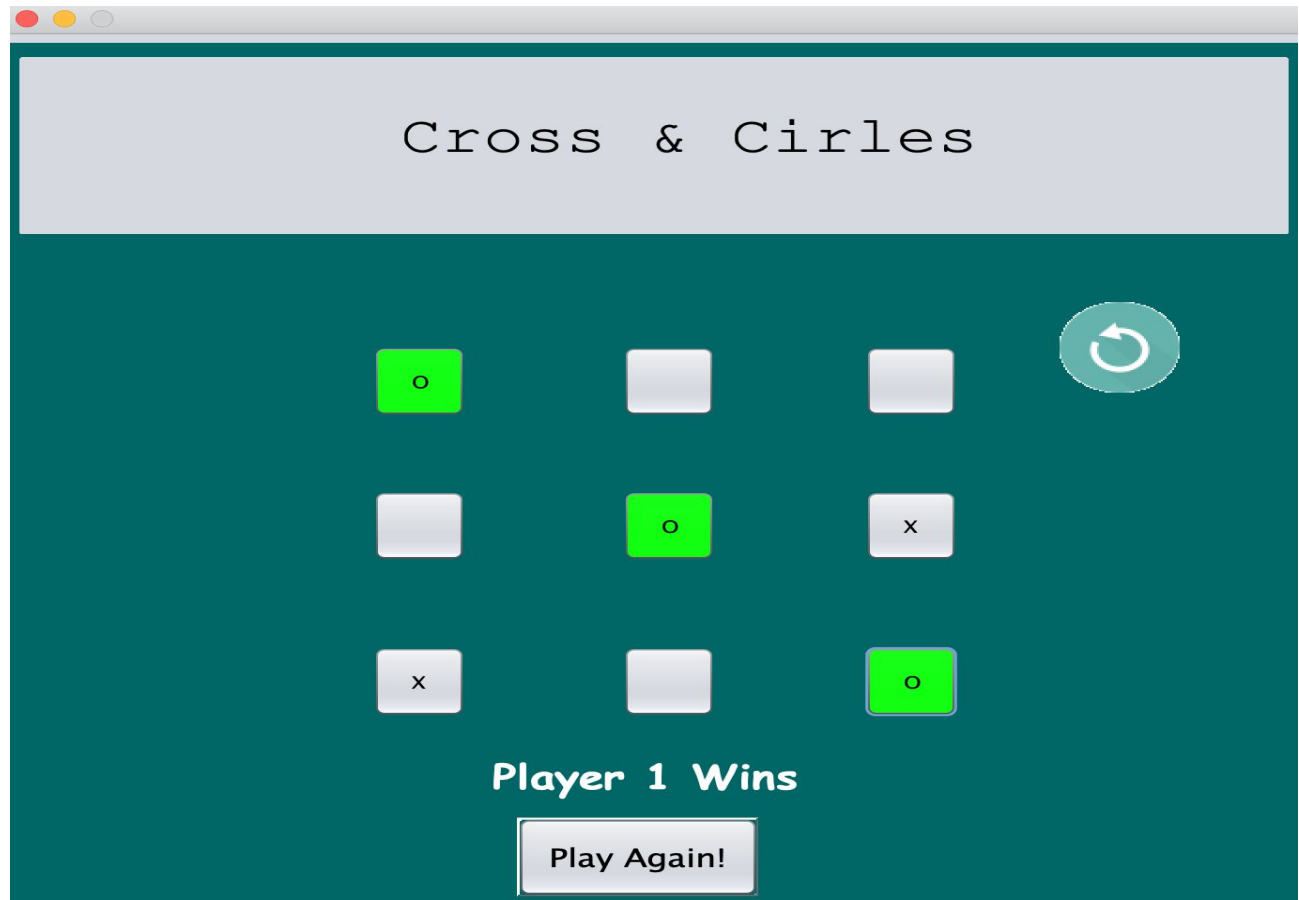 Cross & Cirles
o
o x
x o
Player 1 Wins
Play Again!